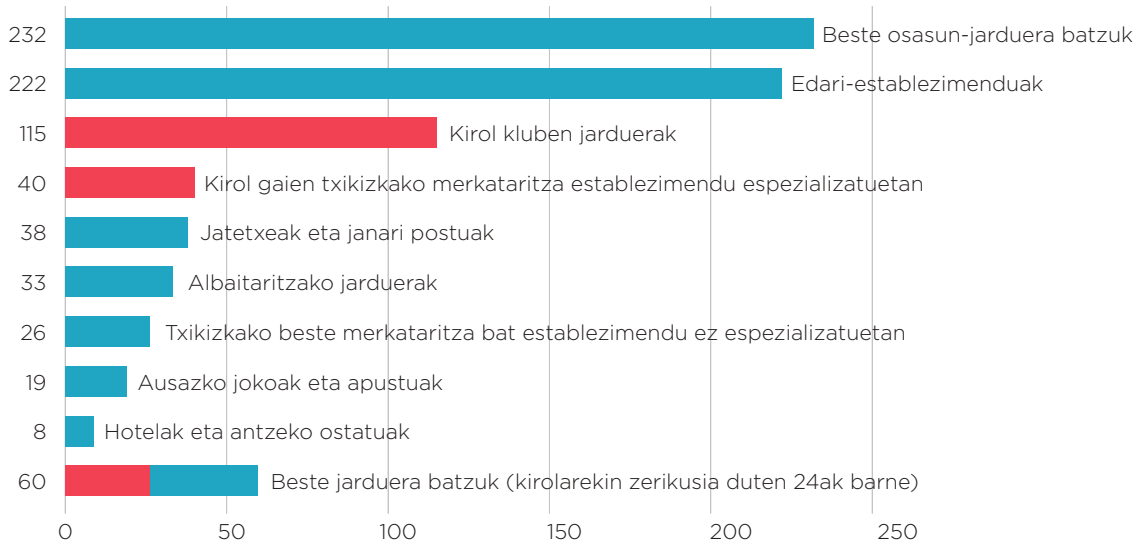 232 Beste osasun-jarduera batzuk
222 Edari-establezimenduak
115 Kirol kluben jarduerak
40 Kirol gaien txikizkako merkataritza establezimendu espezializatuetan
38 Jatetxeak eta janari postuak
33 Albaitaritzako jarduerak
26 Txikizkako beste merkataritza bat establezimendu ez espezializatuetan
19 Ausazko jokoak eta apustuak
8 Hotelak eta antzeko ostatuak
60 Beste jarduera batzuk (kirolarekin zerikusia duten 24ak barne)
0 50 100 150 200 250